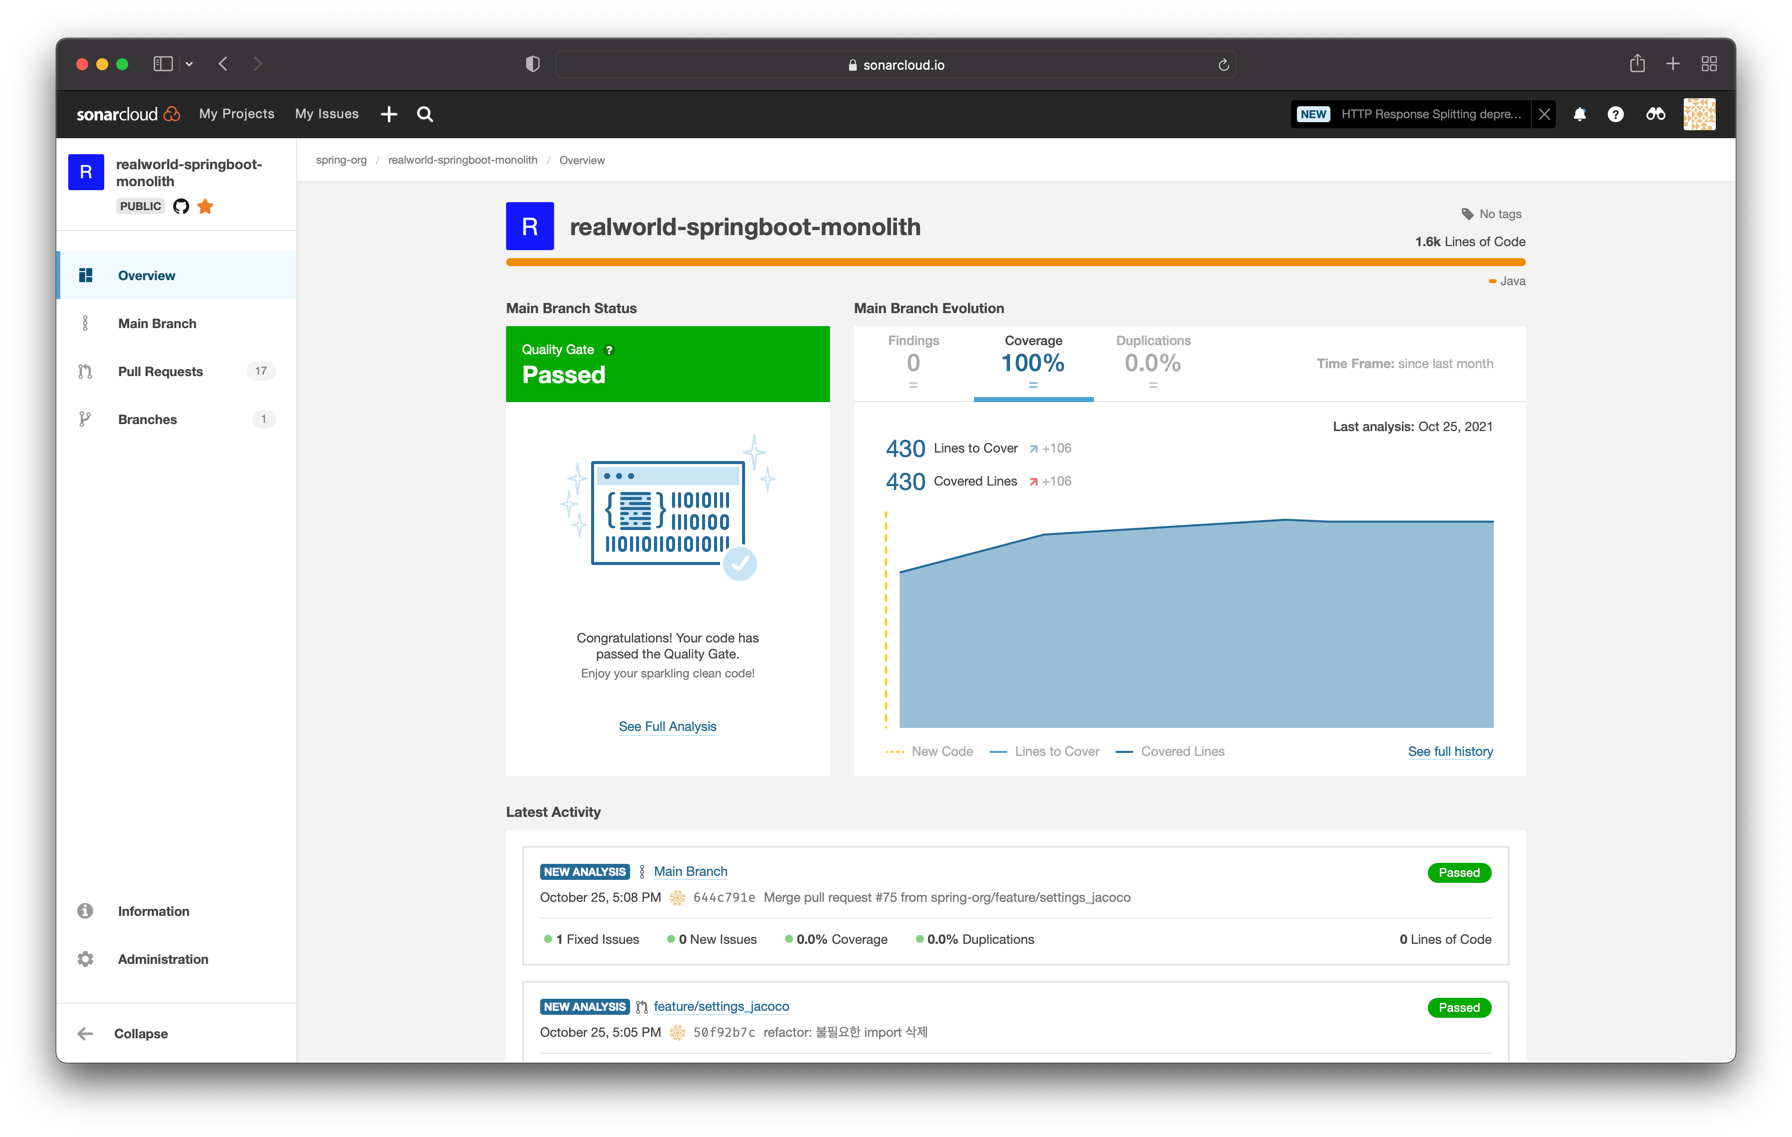 sonarcloud.io
sonarcloud My Projects My Issues
NEW HTTP Response Splitting depre...
R realworld-springboot-monolith
PUBLIC
spring-org / realworld-springboot-monolith / Overview
Overview
Main Branch
Pull Requests 17
Branches 1
Information
Administration
Collapse
R realworld-springboot-monolith
No tags
1.6k Lines of Code
Java
Main Branch Status
Quality Gate ?
Passed
{ } 11010111
1110100
Congratulations! Your code has
passed the Quality Gate.
Enjoy your sparkling clean code!
See Full Analysis
Main Branch Evolution
Findings Coverage Duplications
0 100% 0.0%
= = =
Time Frame: since last month
Last analysis: Oct 25, 2021
430 Lines to Cover +106
430 Covered Lines +106
New Code Lines to Cover Covered Lines See full history
Latest Activity
NEW ANALYSIS Main Branch Passed
October 25, 5:08 PM 644c791e Merge pull request #75 from spring-org/feature/settings_jacoco
1 Fixed Issues 0 New Issues 0.0% Coverage 0.0% Duplications 0 Lines of Code
NEW ANALYSIS feature/settings_jacoco Passed
October 25, 5:05 PM 50f92b7c refactor: 불필요한 import 삭제